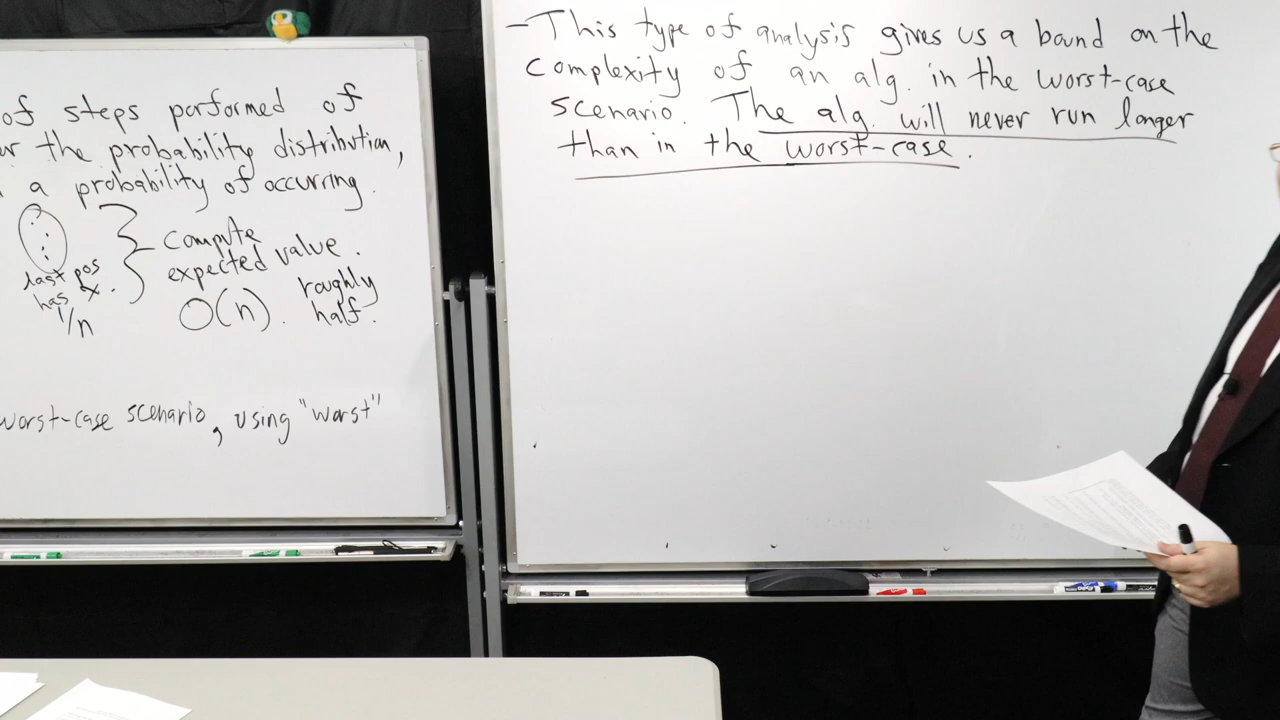 of steps performed of
er the probability distribution,
a probability of occurring.
last pos
has x.
1/n
compute
expected value.
O(n). roughly
half.
worst-case scenario, using "worst"
- This type of analysis gives us a bound on the
complexity of an alg. in the worst-case
scenario. The alg. will never run longer
than in the worst-case.